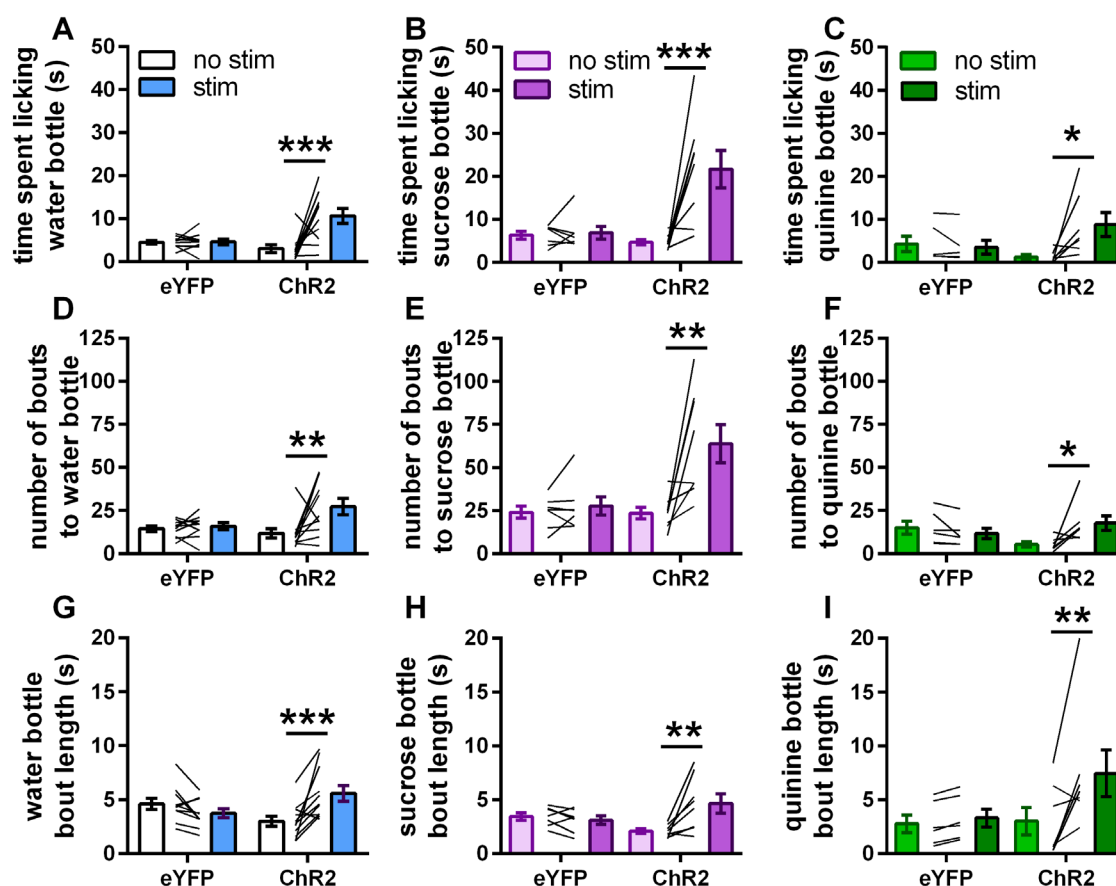 A
time spent licking
water bottle (s)
50
40
30
20
10
0
no stim
stim
***
eYFP
ChR2
B
time spent licking
sucrose bottle (s)
50
40
30
20
10
0
no stim
stim
***
eYFP
ChR2
C
time spent licking
quinine bottle (s)
50
40
30
20
10
0
no stim
stim
*
eYFP
ChR2
D
number of bouts
to water bottle
125
100
75
50
25
0
**
eYFP
ChR2
E
number of bouts
to sucrose bottle
125
100
75
50
25
0
**
eYFP
ChR2
F
number of bouts
to quinine bottle
125
100
75
50
25
0
*
eYFP
ChR2
G
water bottle
bout length (s)
20
15
10
5
0
***
eYFP
ChR2
H
sucrose bottle
bout length (s)
20
15
10
5
0
**
eYFP
ChR2
I
quinine bottle
bout length (s)
20
15
10
5
0
**
eYFP
ChR2